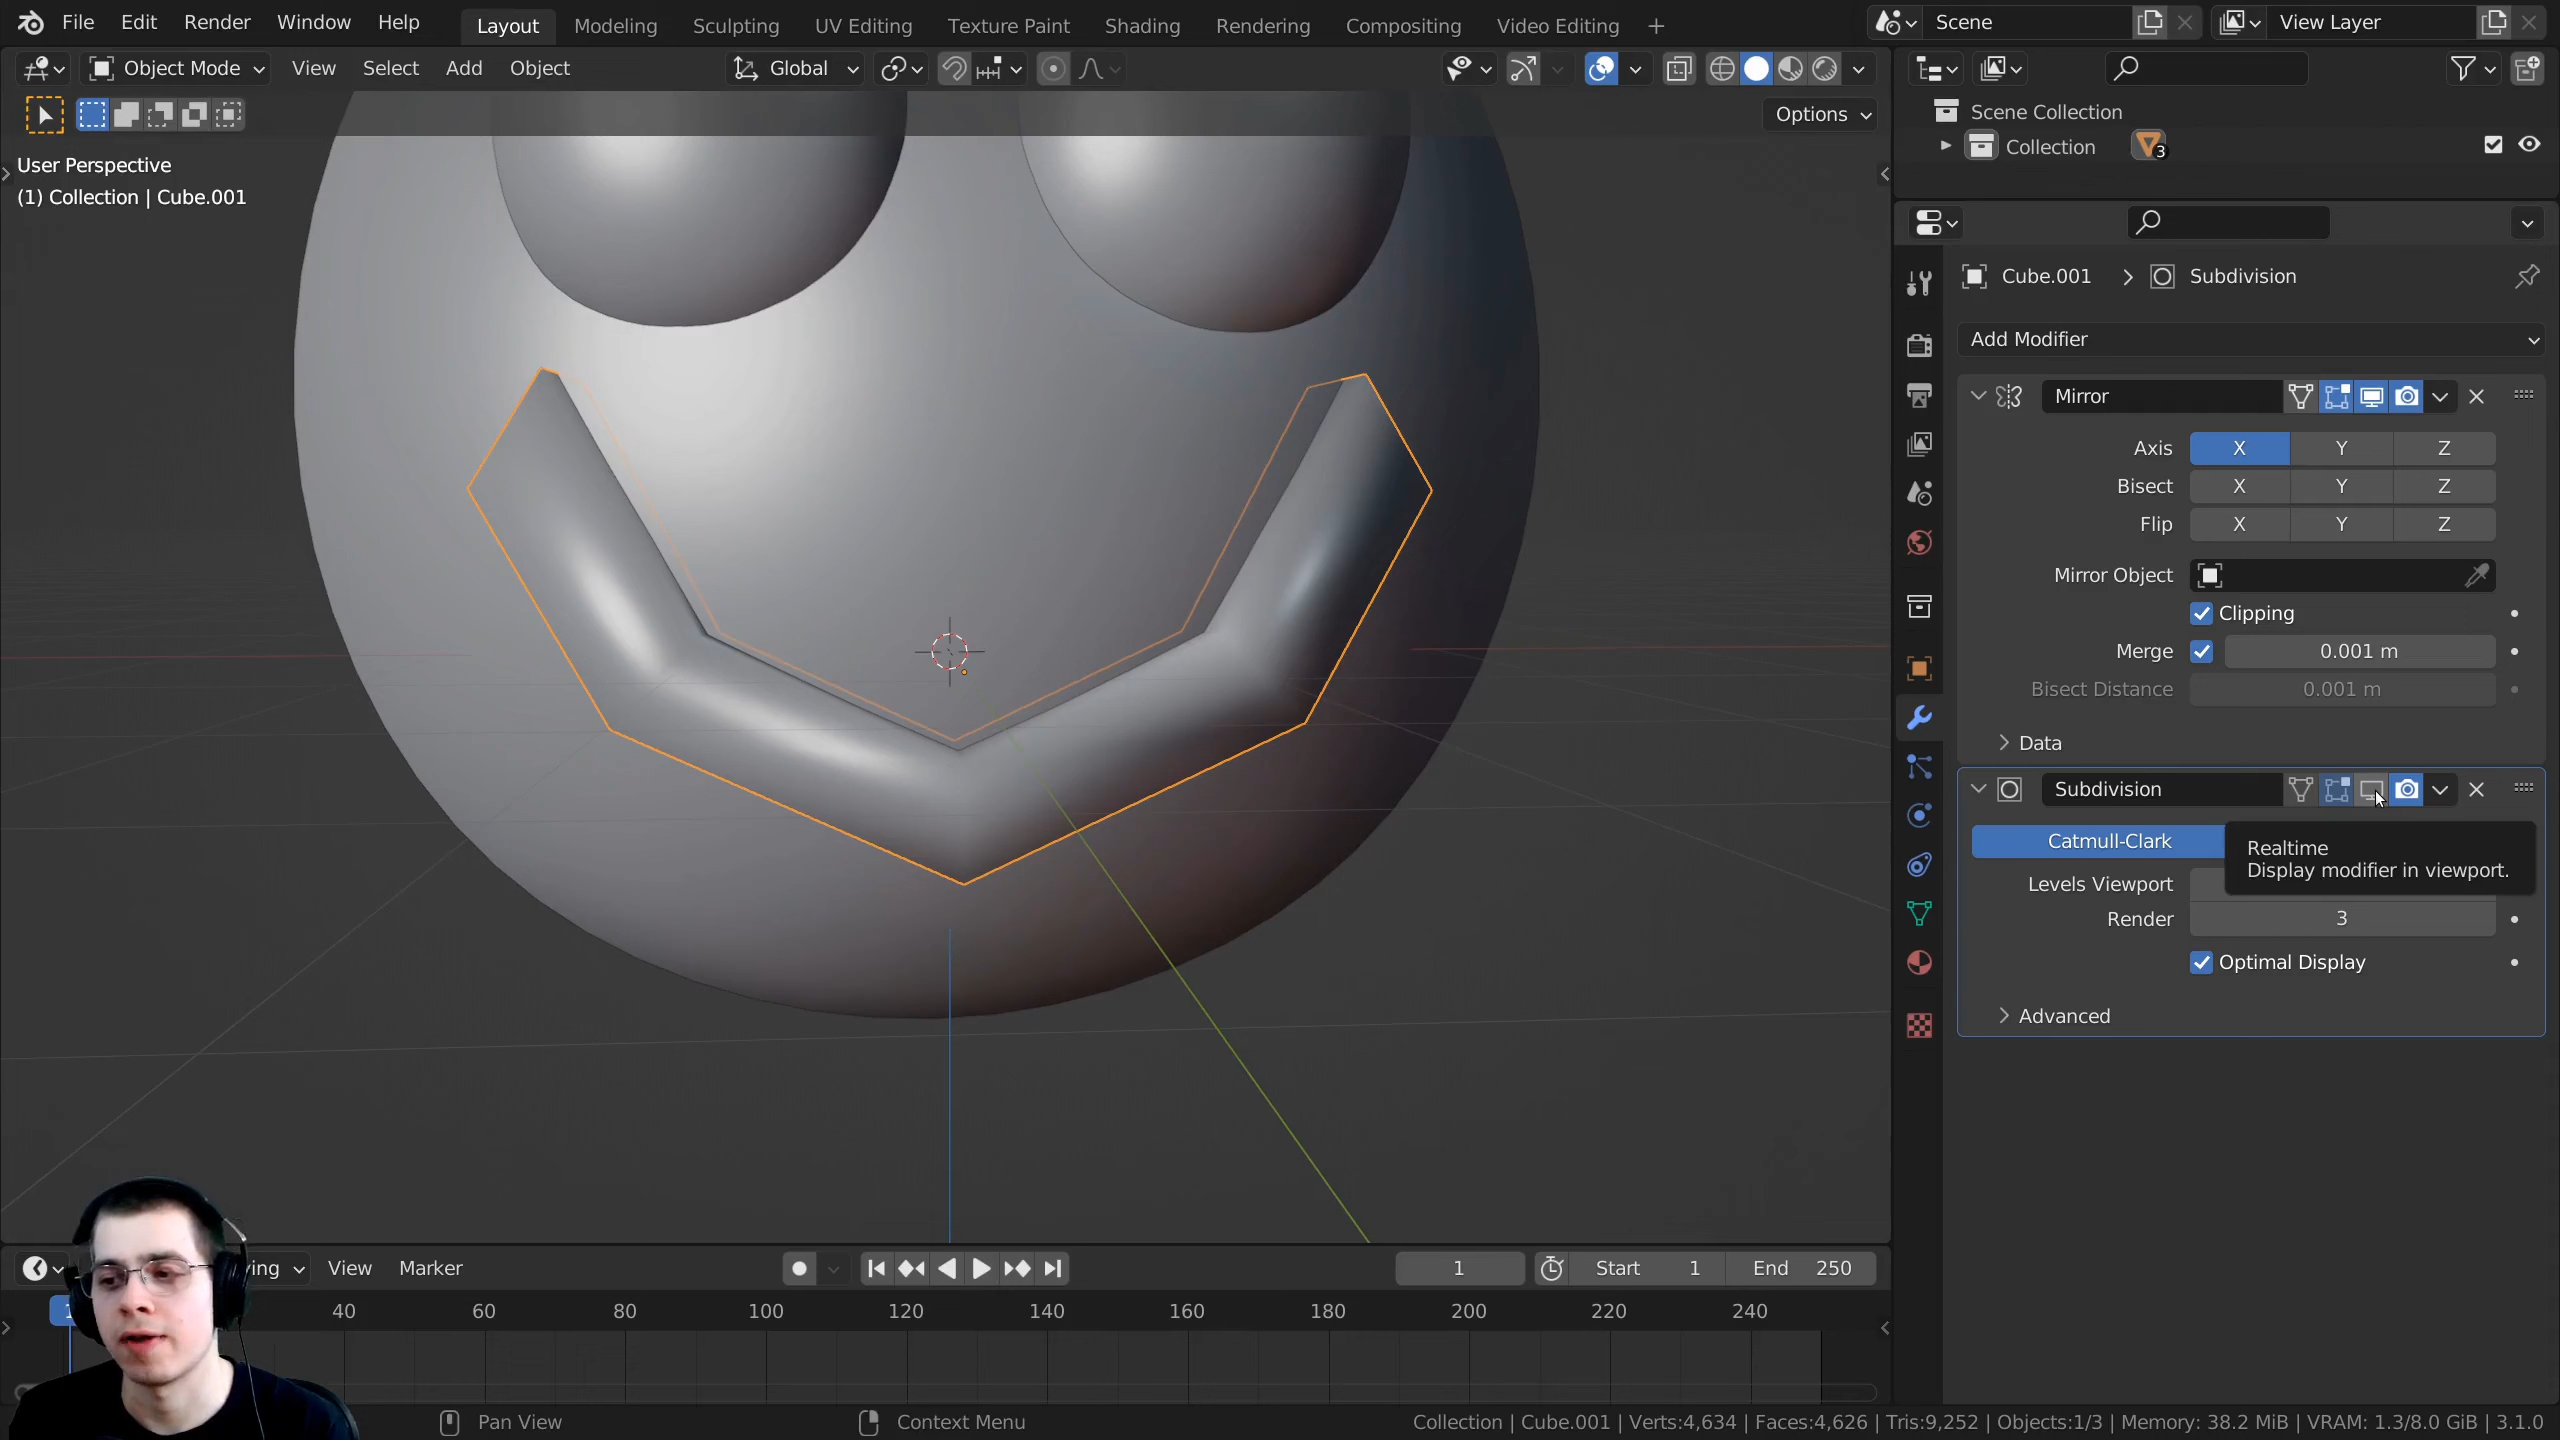 File Edit Render Window Help Layout Modeling Sculpting UV Editing Texture Paint Shading Rendering Compositing Video Editing + Scene View Layer
Object Mode View Select Add Object Global
Options
User Perspective
(1) Collection | Cube.001
Scene Collection
Collection 3
Cube.001 > Subdivision
Add Modifier
Mirror
Axis X Y Z
Bisect X Y Z
Flip X Y Z
Mirror Object
Clipping
Merge 0.001 m
Bisect Distance 0.001 m
Data
Subdivision
Catmull-Clark
Realtime
Display modifier in viewport.
Levels Viewport
Render 3
Optimal Display
Advanced
ying View Marker 1 Start 1 End 250
1 40 60 80 100 120 140 160 180 200 220 240
Pan View Context Menu Collection | Cube.001 | Verts:4,634 | Faces:4,626 | Tris:9,252 | Objects:1/3 | Memory: 38.2 MiB | VRAM: 1.3/8.0 GiB | 3.1.0